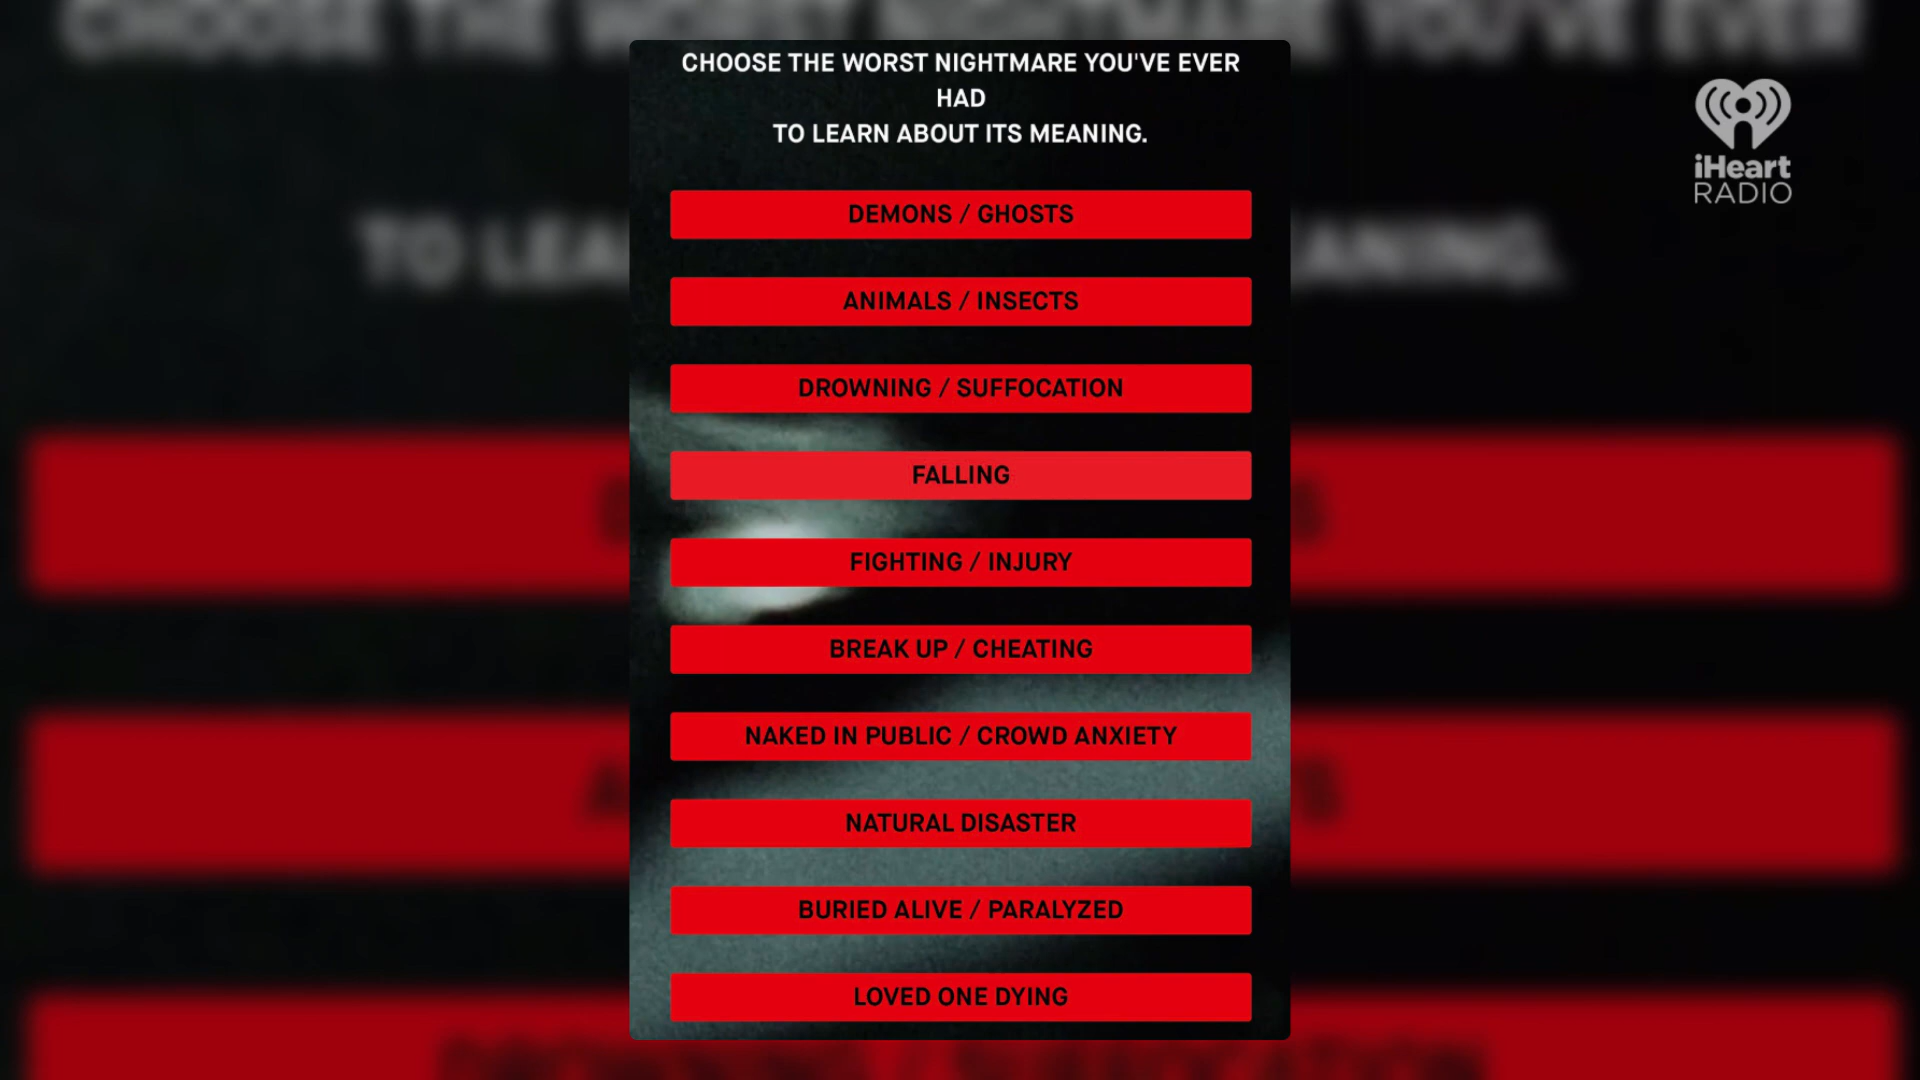 CHOOSE THE WORST NIGHTMARE YOU'VE EVER
HAD
TO LEARN ABOUT ITS MEANING.
DEMONS / GHOSTS
ANIMALS / INSECTS
DROWNING / SUFFOCATION
FALLING
FIGHTING / INJURY
BREAK UP / CHEATING
NAKED IN PUBLIC / CROWD ANXIETY
NATURAL DISASTER
BURIED ALIVE / PARALYZED
LOVED ONE DYING
iHeart
RADIO